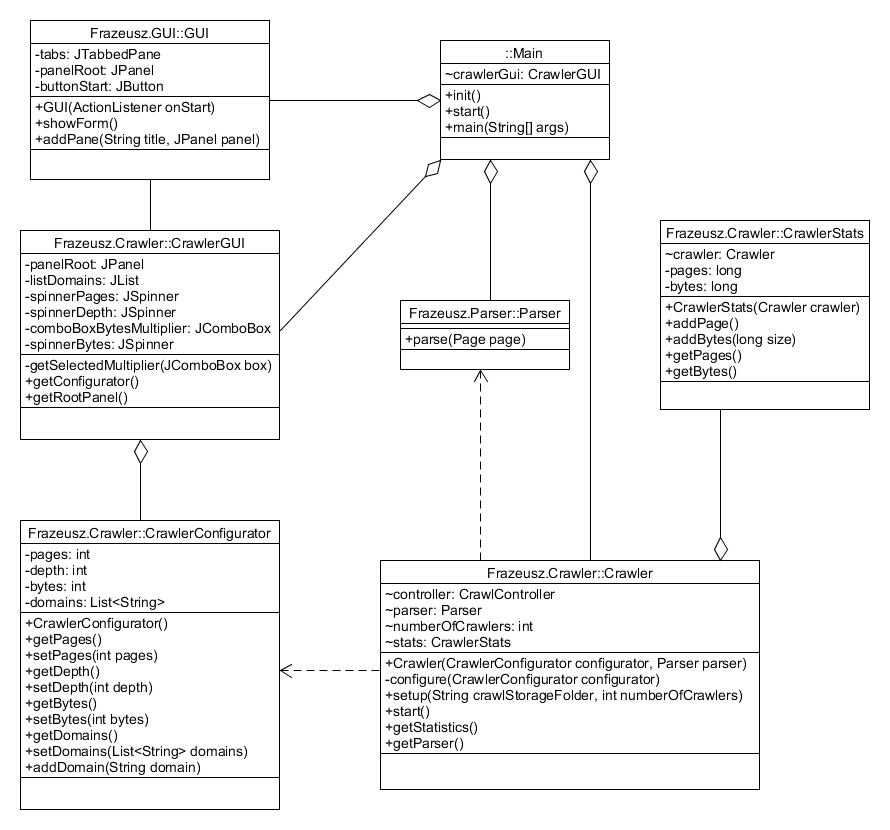 Frazeusz.GUI::GUI
-tabs: JTabbedPane
-panelRoot: JPanel
-buttonStart: JButton
+GUI(ActionListener onStart)
+showForm()
+addPane(String title, JPanel panel)
::Main
~crawlerGui: CrawlerGUI
+init()
+start()
+main(String[] args)
Frazeusz.Crawler::CrawlerGUI
-panelRoot: JPanel
-listDomains: JList
-spinnerPages: JSpinner
-spinnerDepth: JSpinner
-comboBoxBytesMultiplier: JComboBox
-spinnerBytes: JSpinner
-getSelectedMultiplier(JComboBox box)
+getConfigurator()
+getRootPanel()
Frazeusz.Parser::Parser
+parse(Page page)
Frazeusz.Crawler::CrawlerStats
~crawler: Crawler
-pages: long
-bytes: long
+CrawlerStats(Crawler crawler)
+addPage()
+addBytes(long size)
+getPages()
+getBytes()
Frazeusz.Crawler::CrawlerConfigurator
-pages: int
-depth: int
-bytes: int
-domains: List<String>
+CrawlerConfigurator()
+getPages()
+setPages(int pages)
+getDepth()
+setDepth(int depth)
+getBytes()
+setBytes(int bytes)
+getDomains()
+setDomains(List<String> domains)
+addDomain(String domain)
Frazeusz.Crawler::Crawler
~controller: CrawlController
~parser: Parser
~numberOfCrawlers: int
~stats: CrawlerStats
+Crawler(CrawlerConfigurator configurator, Parser parser)
-configure(CrawlerConfigurator configurator)
+setup(String crawlStorageFolder, int numberOfCrawlers)
+start()
+getStatistics()
+getParser()